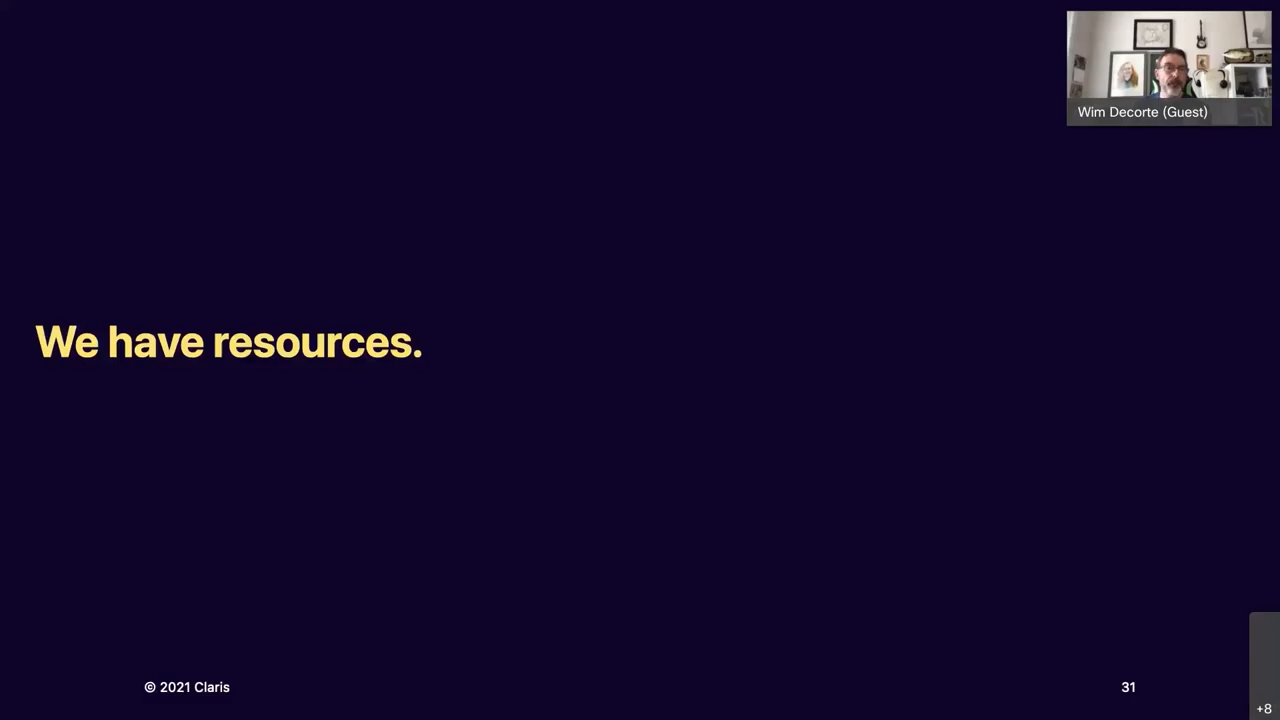 Wim Decorte (Guest)
We have resources.
© 2021 Claris
31
+8